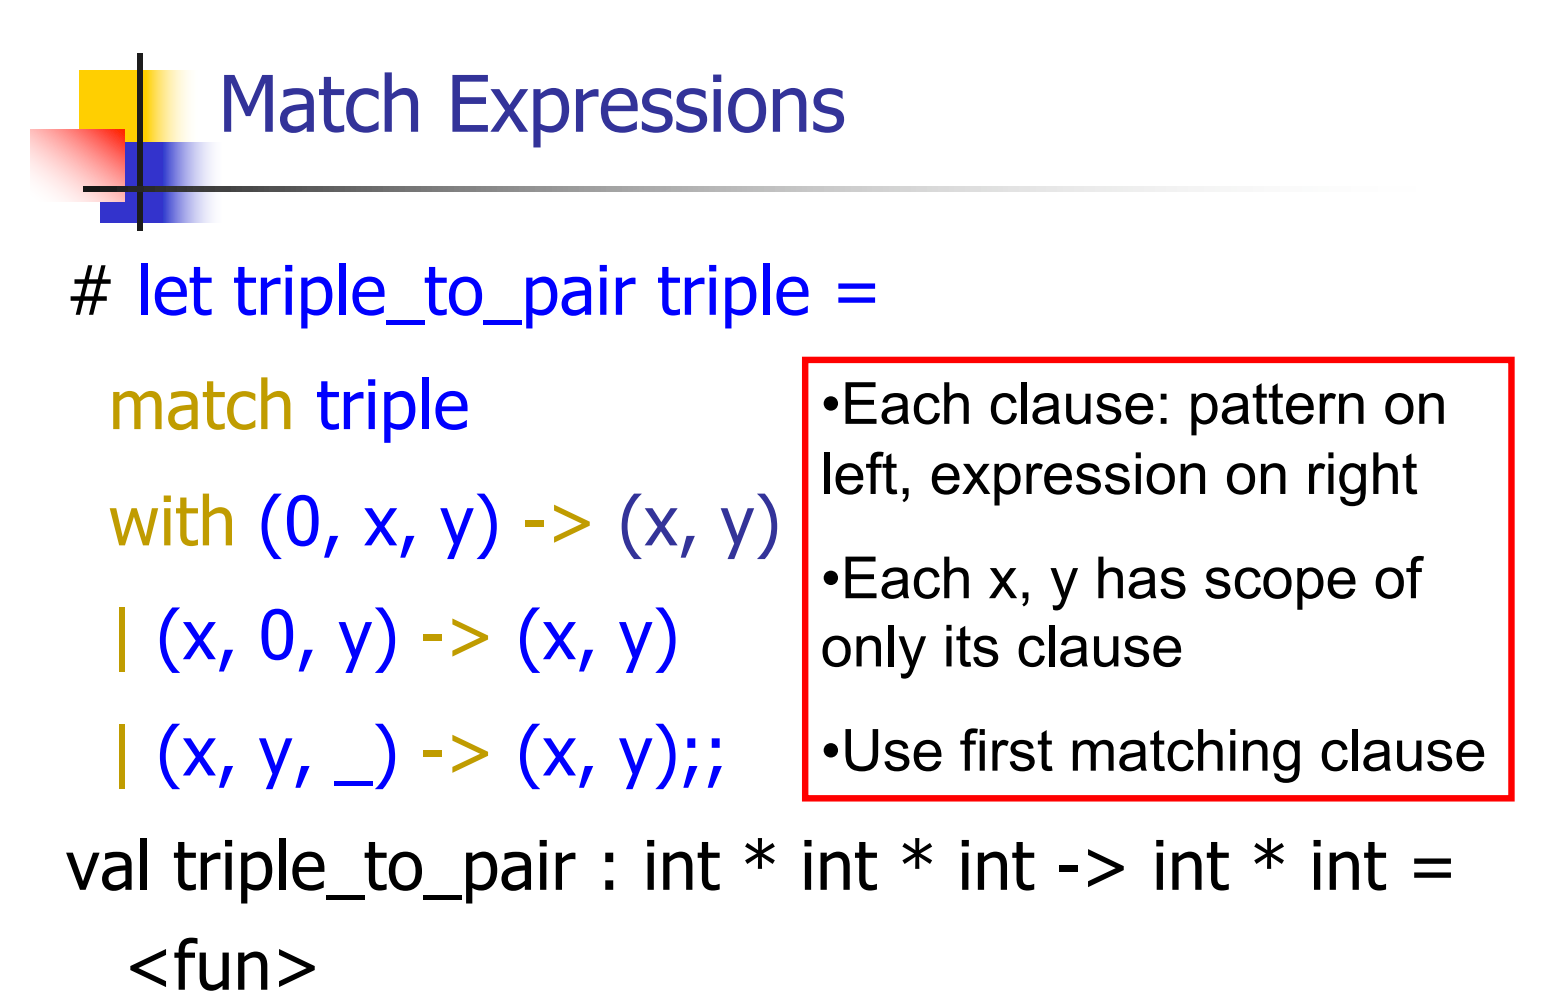 Match Expressions
# let triple_to_pair triple =
match triple
with (0, x, y) -> (x, y)
| (x, 0, y) -> (x, y)
| (x, y, _) -> (x, y);;
•Each clause: pattern on
left, expression on right
•Each x, y has scope of
only its clause
•Use first matching clause
val triple_to_pair : int * int * int -> int * int =
<fun>